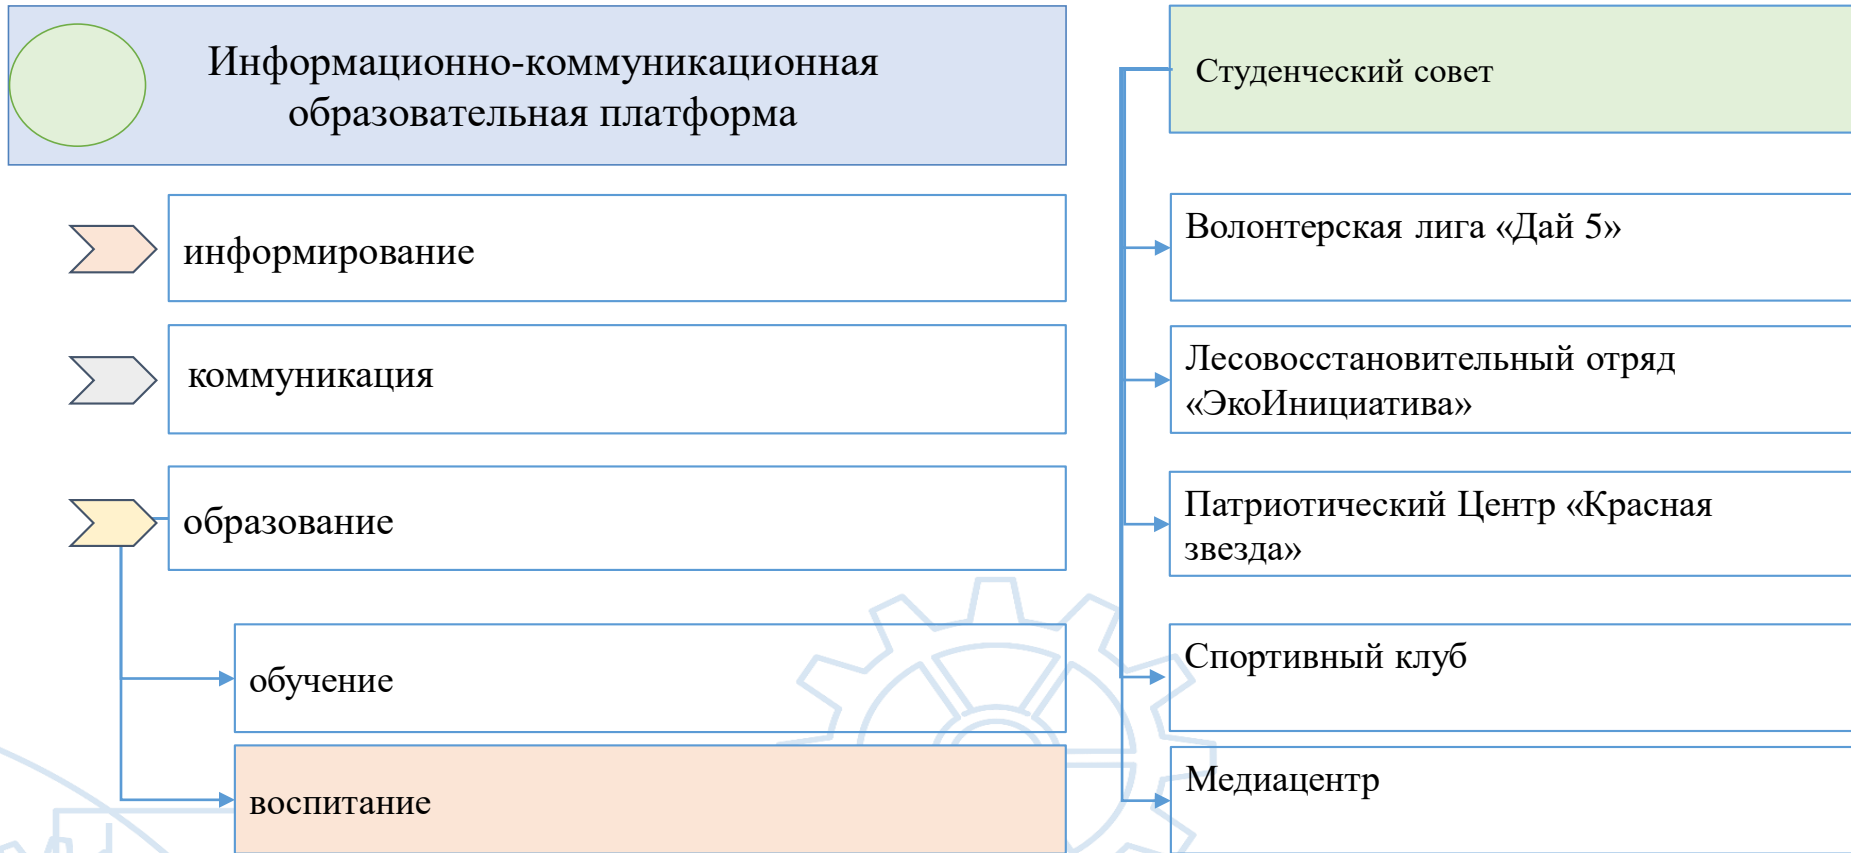 Информационно-коммуникационная
образовательная платформа
информирование
коммуникация
образование
обучение
воспитание
Студенческий совет
Волонтерская лига «Дай 5»
Лесовосстановительный отряд
«ЭкоИнициатива»
Патриотический Центр «Красная
звезда»
Спортивный клуб
Медиацентр